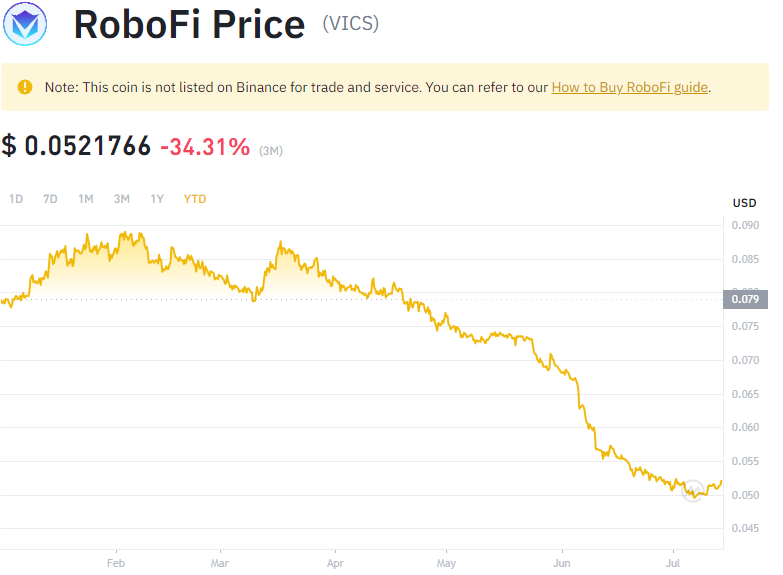 RoboFi Price (VICS)
Note: This coin is not listed on Binance for trade and service. You can refer to our How to Buy RoboFi guide.
$ 0.0521766 -34.31% (3M)
1D 7D 1M 3M 1Y YTD
USD
0.090
0.085
0.080
0.079
0.075
0.070
0.065
0.060
0.055
0.050
0.045
Feb Mar Apr May Jun Jul